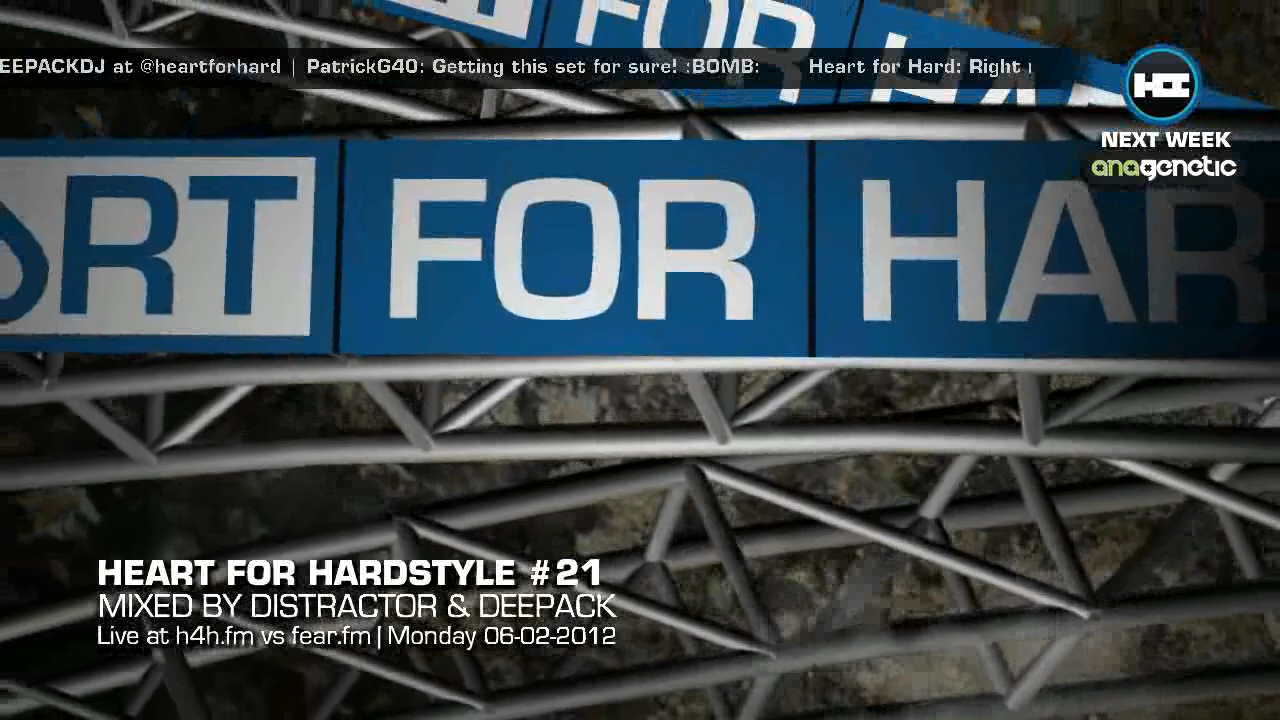 FOR HA
EEPACKDJ at @heartforhard | PatrickG40: Getting this set for sure! :BOMB: Heart for Hard: Right
NEXT WEEK
anagenetic
RT FOR HAR
HEART FOR HARDSTYLE #21
MIXED BY DISTRACTOR & DEEPACK
Live at h4h.fm vs fear.fm | Monday 06-02-2012